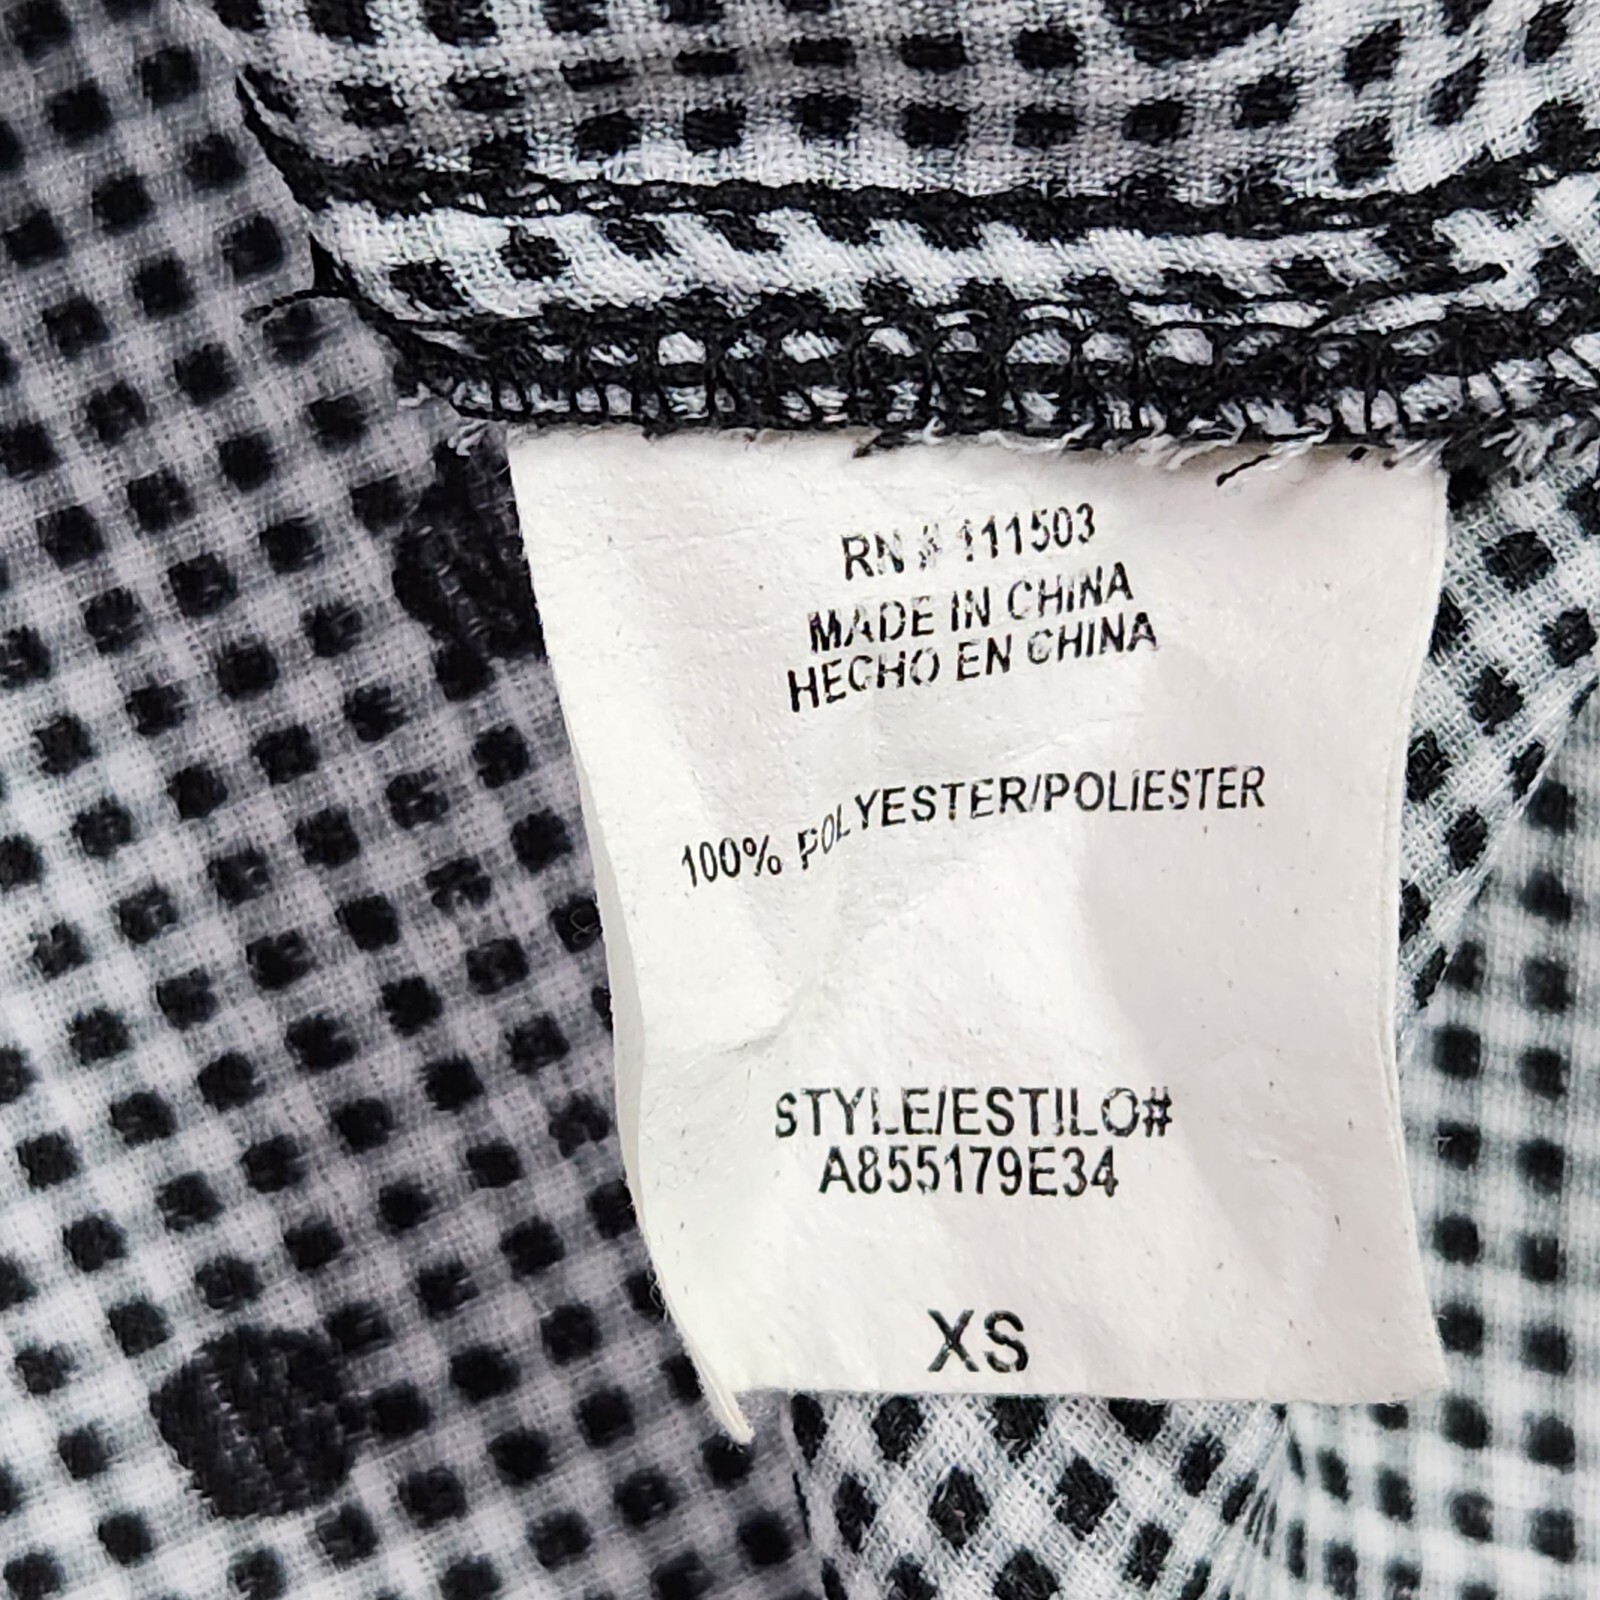 RN # 111503
MADE IN CHINA
HECHO EN CHINA
100% POLYESTER/POLIESTER
STYLE/ESTILO#
A855179E34
XS